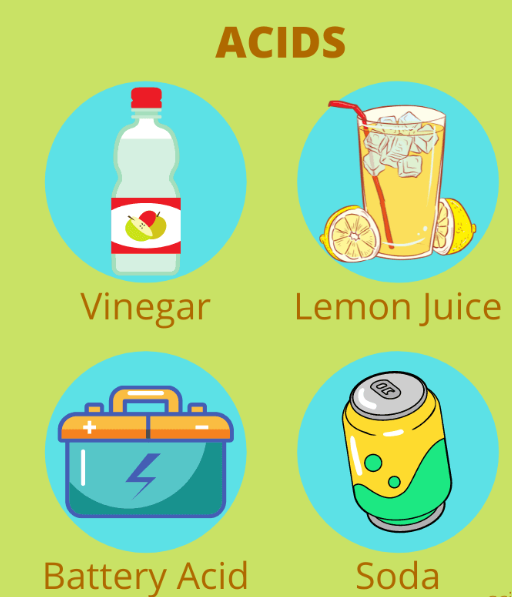 ACIDS
Vinegar
Lemon Juice
+
-
Battery Acid
Soda